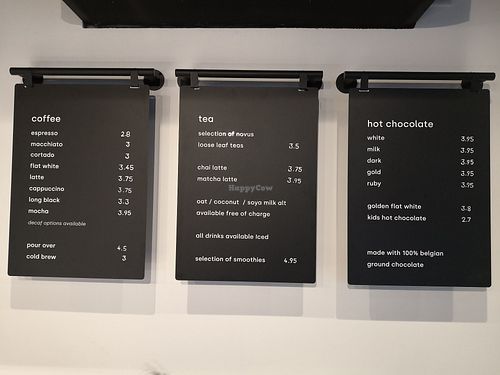 coffee
espresso 2.8
macchiato 3
cortado 3
flat white 3.45
latte 3.75
cappuccino 3.75
long black 3.3
mocha 3.95
decaf options available
pour over 4.5
cold brew 3
tea
selection of novus
loose leaf teas 3.5
chai latte 3.75
matcha latte 3.95
HappyCow
oat / coconut / soya milk alt
available free of charge
all drinks available iced
selection of smoothies 4.95
hot chocolate
white 3.95
milk 3.95
dark 3.95
gold 3.95
ruby 3.95
golden flat white 3.8
kids hot chocolate 2.7
made with 100% belgian
ground chocolate